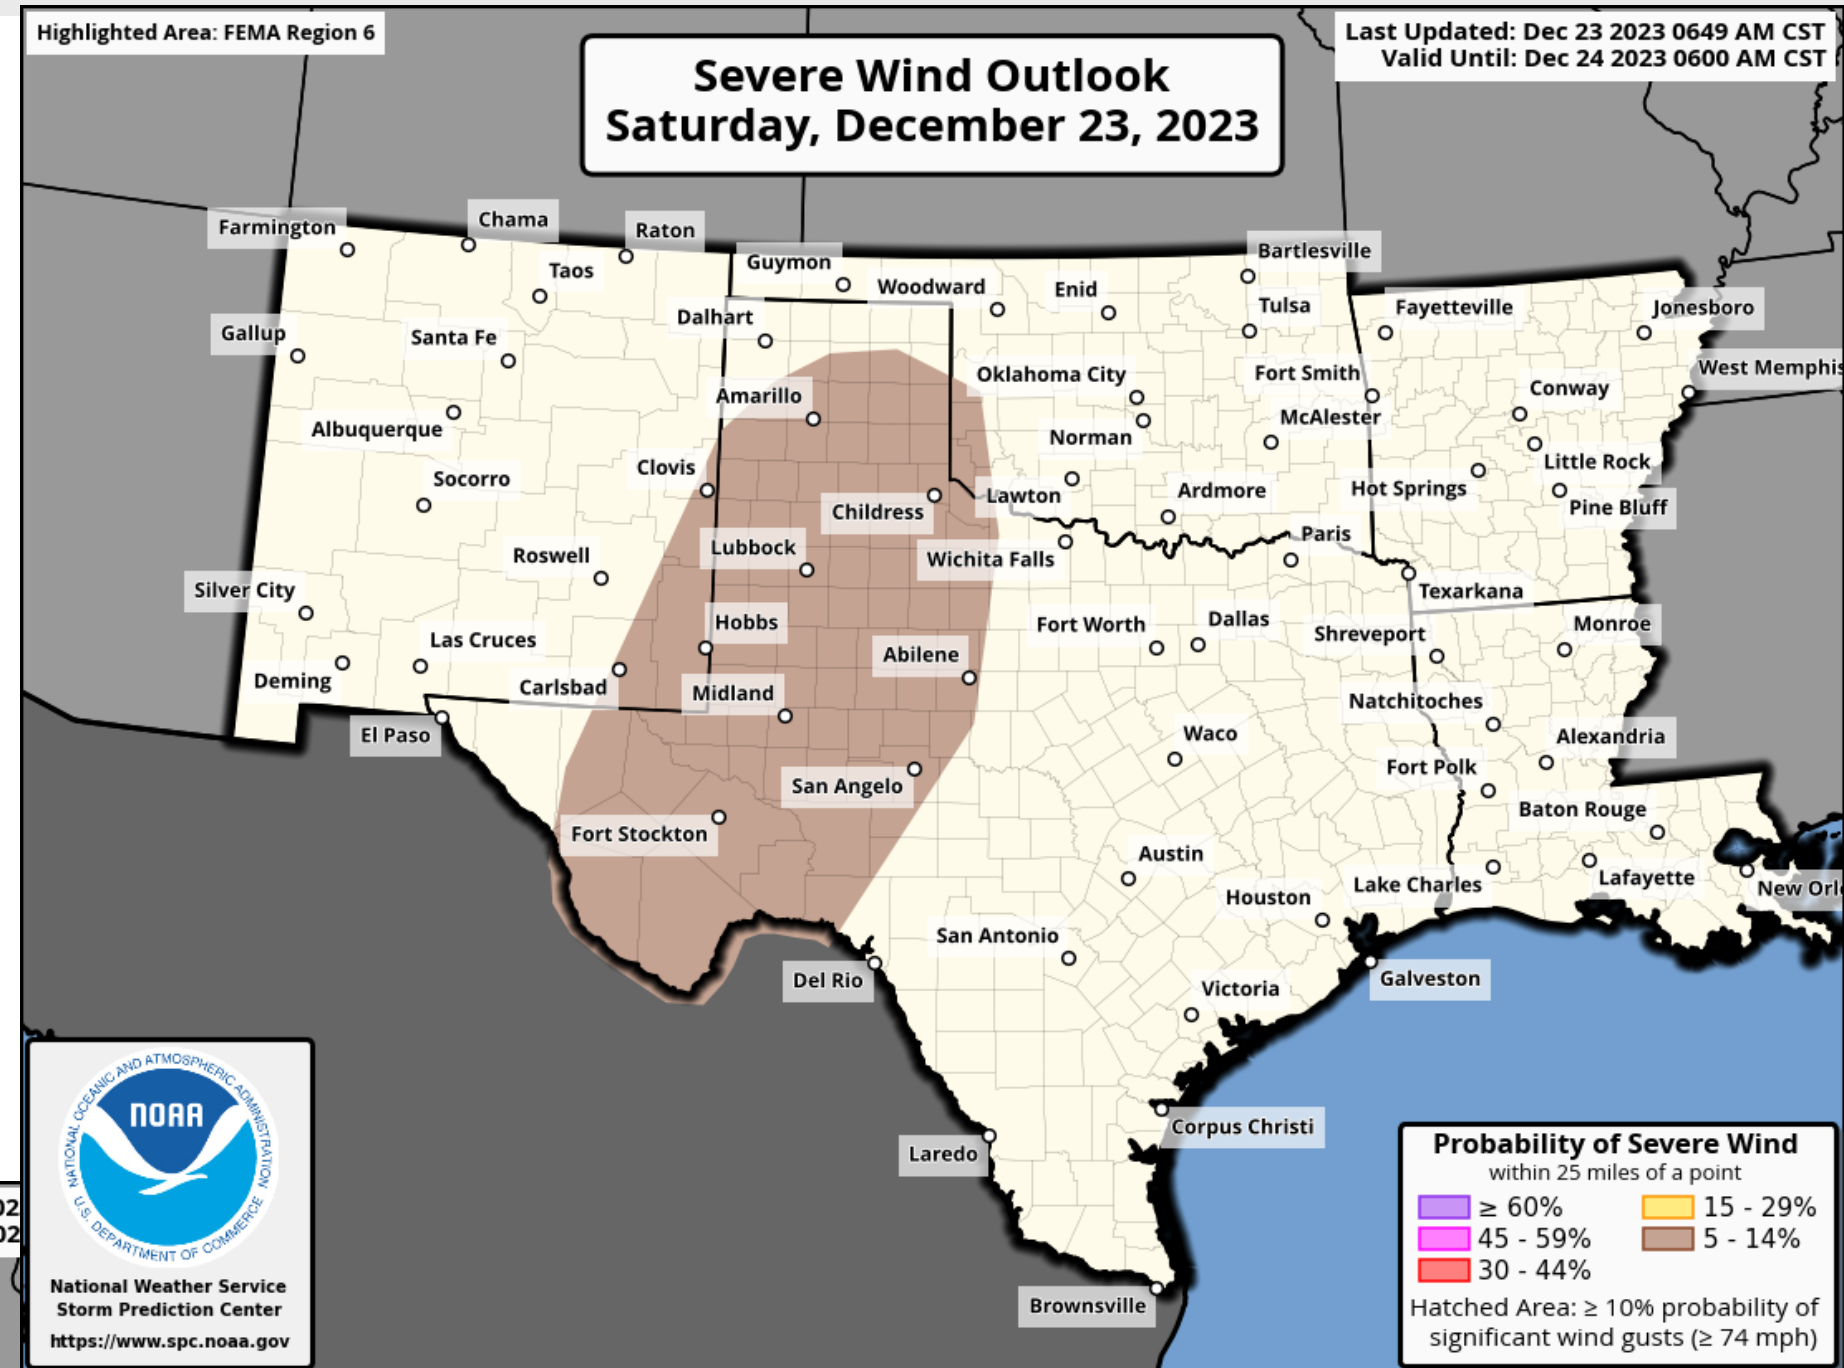 Highlighted Area: FEMA Region 6
Last Updated: Dec 23 2023 0649 AM CST
Valid Until: Dec 24 2023 0600 AM CST
Severe Wind Outlook
Saturday, December 23, 2023
Farmington
Chama
Raton
Taos
Guymon
Woodward
Enid
Bartlesville
Tulsa
Fayetteville
Jonesboro
Gallup
Santa Fe
Dalhart
Oklahoma City
Fort Smith
West Memphis
Conway
Amarillo
Albuquerque
McAlester
Norman
Clovis
Socorro
Little Rock
Childress
Lawton
Ardmore
Hot Springs
Pine Bluff
Lubbock
Roswell
Wichita Falls
Paris
Silver City
Texarkana
Hobbs
Fort Worth
Dallas
Shreveport
Monroe
Las Cruces
Abilene
Deming
Carlsbad
Midland
Natchitoches
El Paso
Waco
Alexandria
San Angelo
Fort Polk
Fort Stockton
Baton Rouge
Austin
Houston
Lake Charles
Lafayette
New Orl
San Antonio
Del Rio
Victoria
Galveston
Corpus Christi
Laredo
Brownsville
02
02
NATIONAL OCEANIC AND ATMOSPHERIC ADMINISTRATION
NOAA
U.S. DEPARTMENT OF COMMERCE
National Weather Service
Storm Prediction Center
https://www.spc.noaa.gov
Probability of Severe Wind
within 25 miles of a point
≥ 60%
45 - 59%
30 - 44%
15 - 29%
5 - 14%
Hatched Area: ≥ 10% probability of
significant wind gusts (≥ 74 mph)